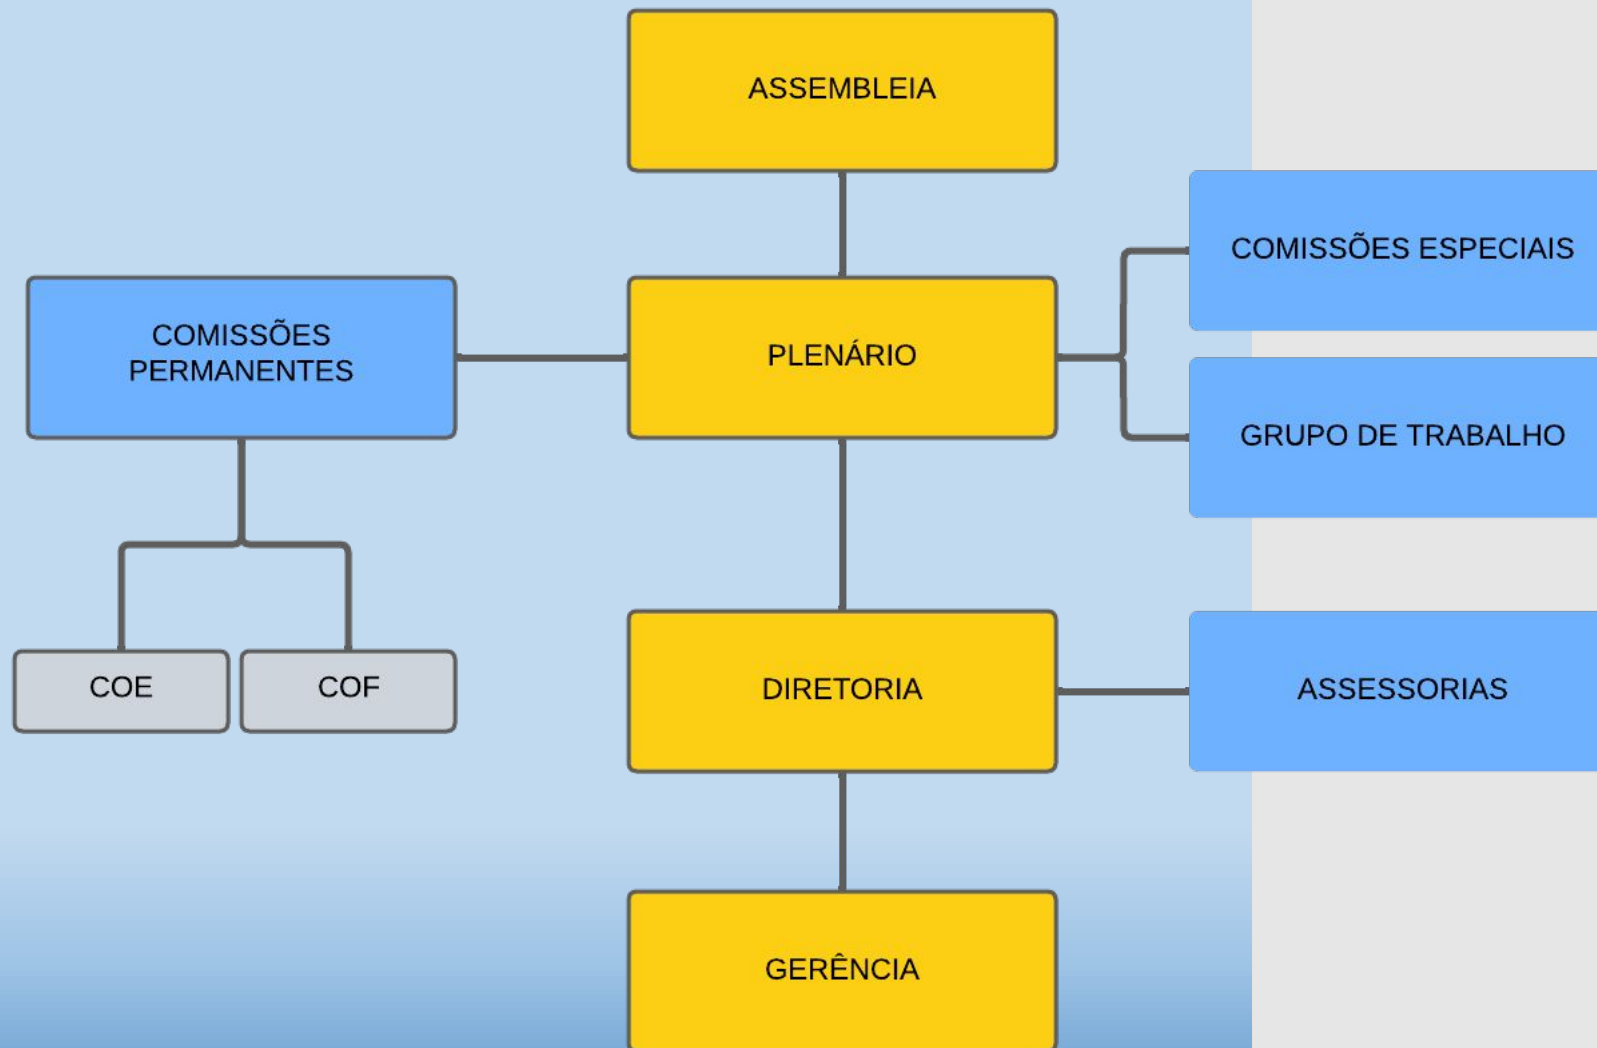 ASSEMBLEIA
COMISSÕES ESPECIAIS
COMISSÕES
PERMANENTES
PLENÁRIO
GRUPO DE TRABALHO
COE
COF
DIRETORIA
ASSESSORIAS
GERÊNCIA